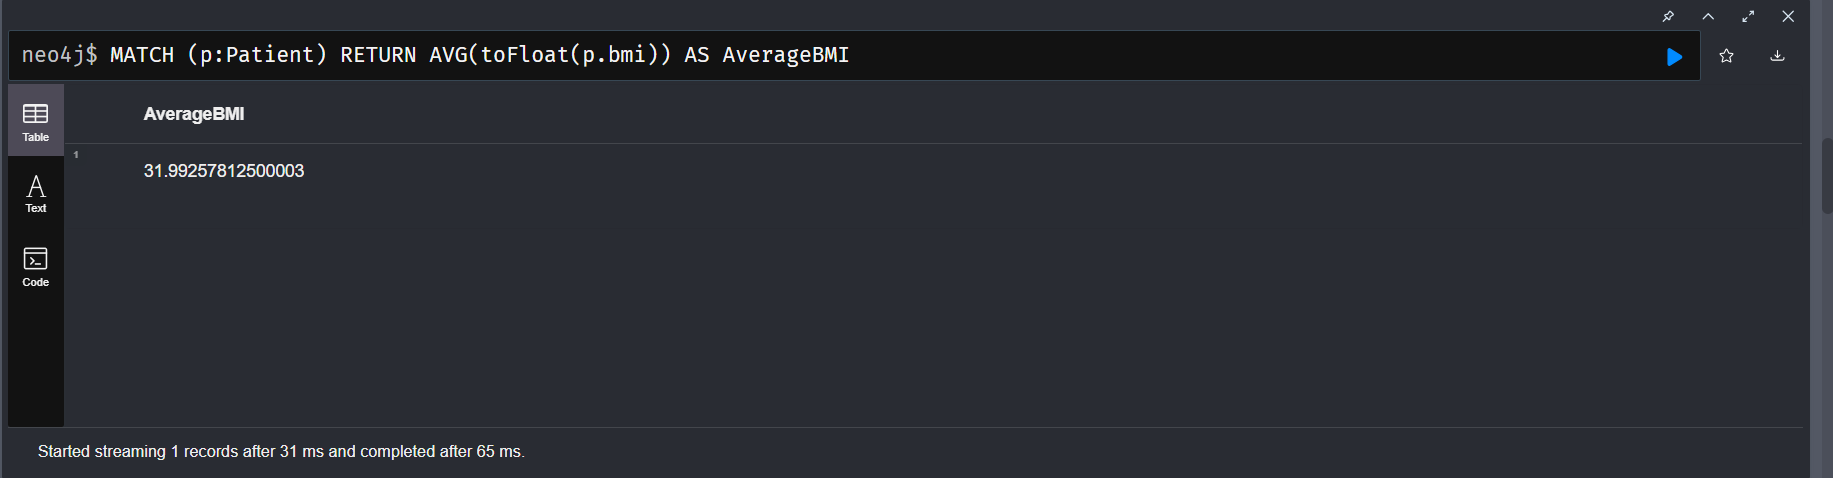 neo4j$ MATCH (p:Patient) RETURN AVG(toFloat(p.bmi)) AS AverageBMI
Table
AverageBMI
1
31.99257812500003
A
Text
Code
Started streaming 1 records after 31 ms and completed after 65 ms.